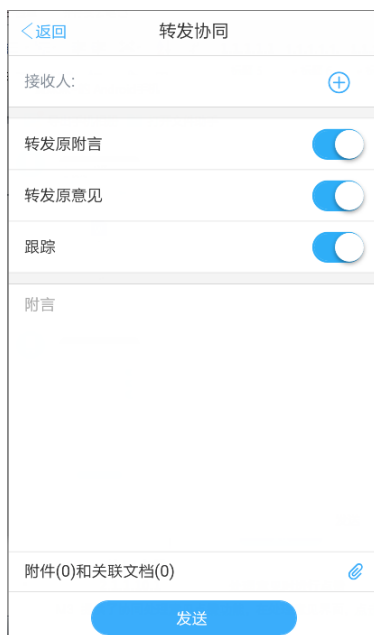 返回 转发协同
接收人:
转发原附言
转发原意见
跟踪
附言
附件(0)和关联文档(0)
发送